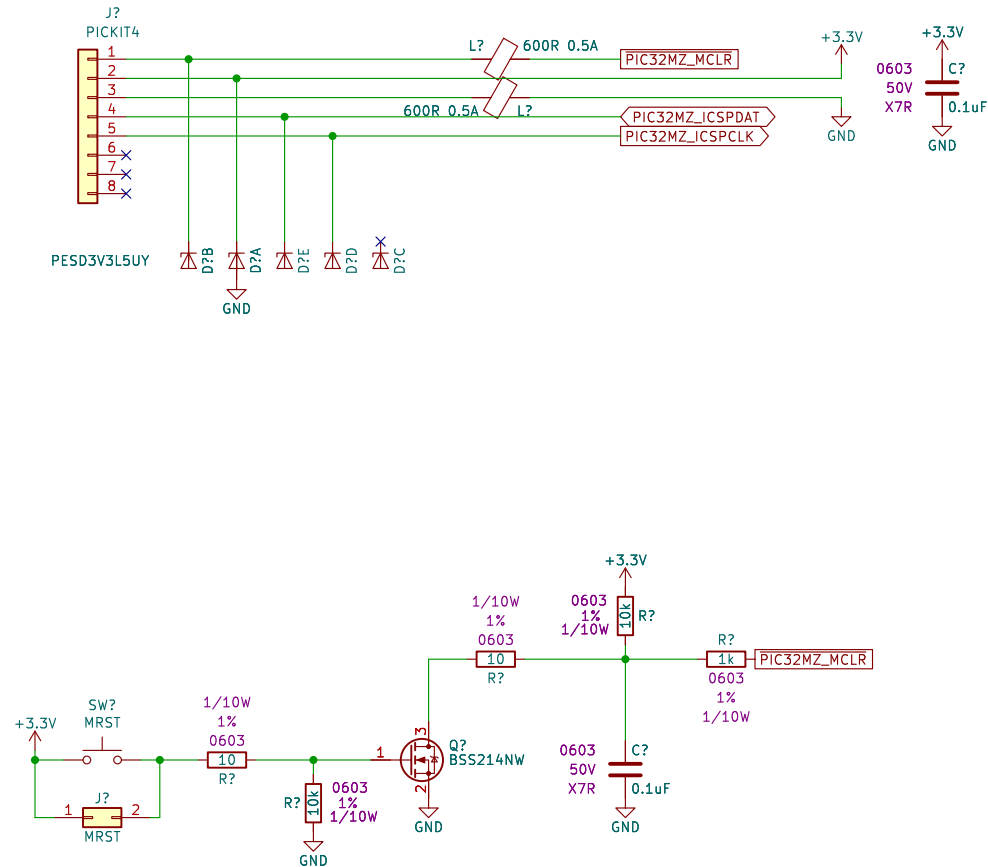 J?
PICKIT4
1
2
3
4
5
6
7
8
L?
600R 0.5A
PIC32MZ_MCLR
600R 0.5A
L?
PIC32MZ_ICSPDAT
PIC32MZ_ICSPCLK
+3.3V
GND
+3.3V
0603
50V
X7R
C?
0.1uF
GND
PESD3V3L5UY
D?B
D?A
D?E
D?D
D?C
GND
+3.3V
0603
1%
1/10W
10k
R?
1/10W
1%
0603
10
R?
R?
1k
PIC32MZ_MCLR
0603
1%
1/10W
+3.3V
SW?
MRST
J?
1
2
MRST
1/10W
1%
0603
10
R?
R?
10k
0603
1%
1/10W
GND
1
3
2
Q?
BSS214NW
GND
0603
50V
X7R
C?
0.1uF
GND